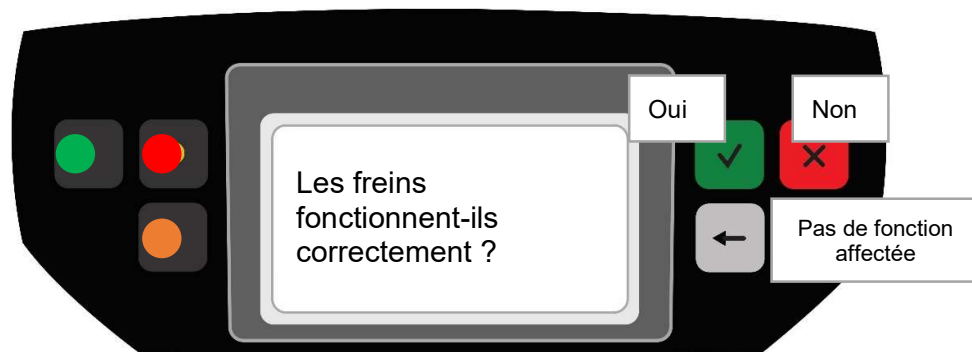 Oui
Non
Les freins
fonctionnent-ils
correctement ?
Pas de fonction
affectée